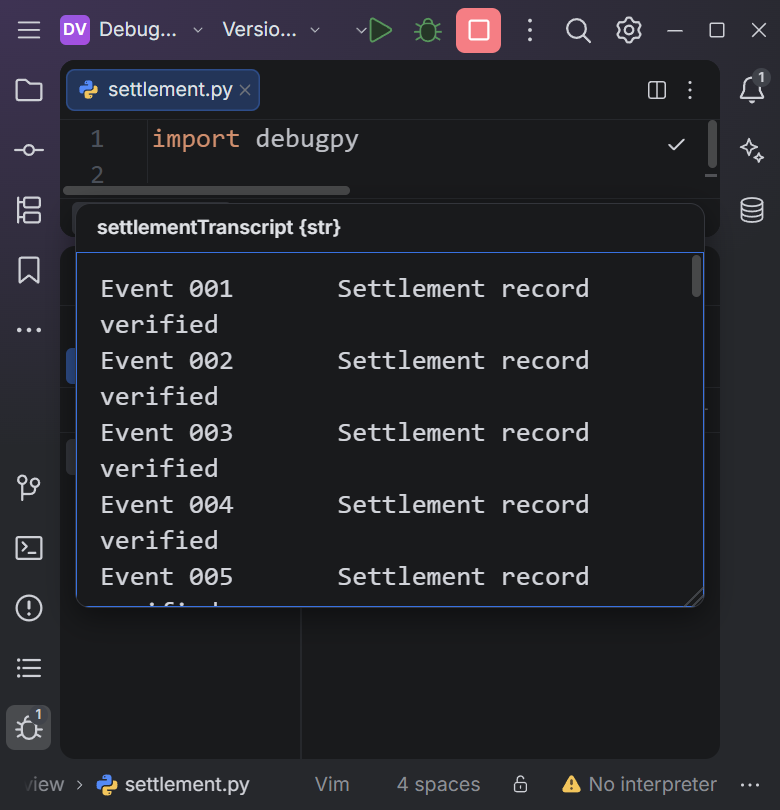 DV Debug... Versio...
settlement.py
1
1 import debugpy
2
settlementTranscript {str}
Event 001 Settlement record
verified
Event 002 Settlement record
verified
Event 003 Settlement record
verified
Event 004 Settlement record
verified
Event 005 Settlement record
1
view settlement.py Vim 4 spaces No interpreter